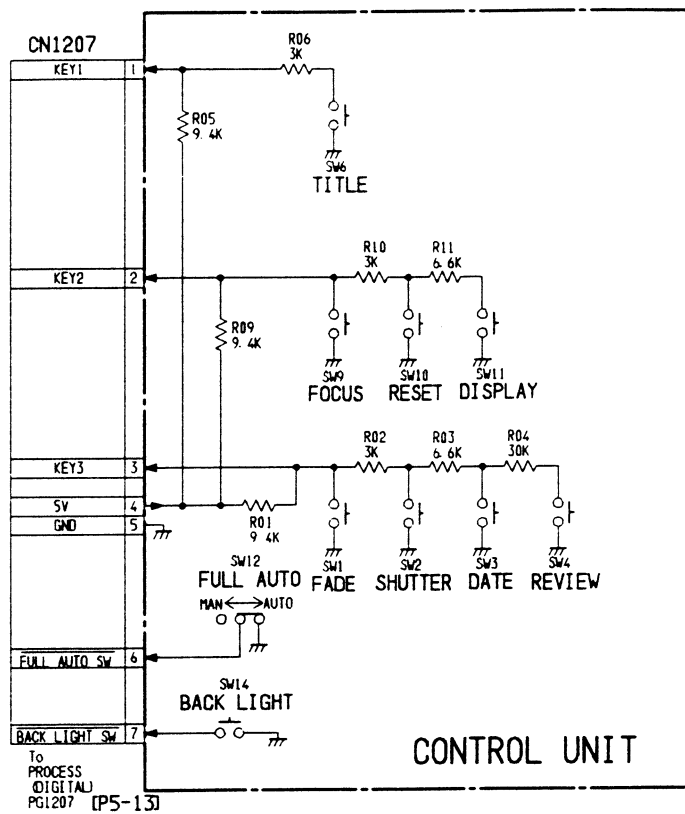 CN1207
KEY1 1
R06
3K
R05
9.4K
SW6
TITLE
KEY2 2
R10
3K
R11
6.6K
R09
9.4K
SW9
FOCUS
SW10
RESET
SW11
DISPLAY
KEY3 3
R02
3K
R03
6.6K
R04
30K
5V 4
GND 5
R01
9.4K
SW1
FADE
SW2
SHUTTER
SW3
DATE
SW4
REVIEW
SW12
FULL AUTO
MAN AUTO
FULL AUTO SW 6
SW14
BACK LIGHT
BACK LIGHT SW 7
To
PROCESS
(DIGITAL)
PG1207 [P5-13]
CONTROL UNIT